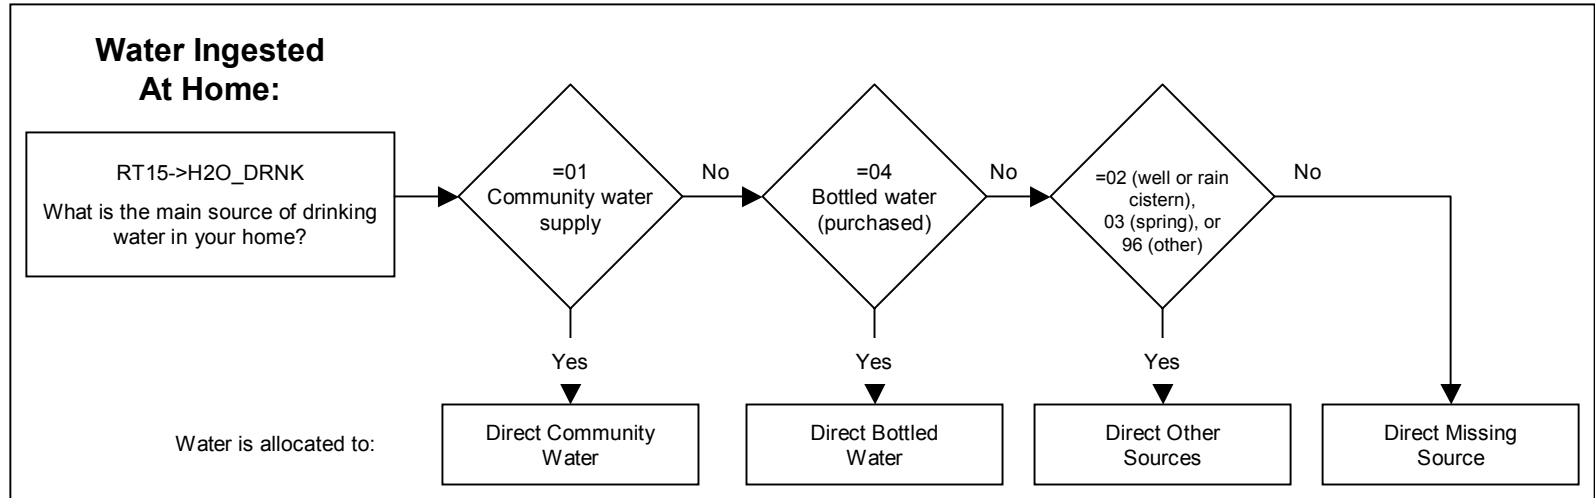 Water Ingested
At Home:
RT15->H2O_DRNK
What is the main source of drinking
water in your home?
=01
Community water
supply
No
=04
Bottled water
(purchased)
No
=02 (well or rain
cistern),
03 (spring), or
96 (other)
No
Yes
Yes
Yes
Water is allocated to:
Direct Community
Water
Direct Bottled
Water
Direct Other
Sources
Direct Missing
Source